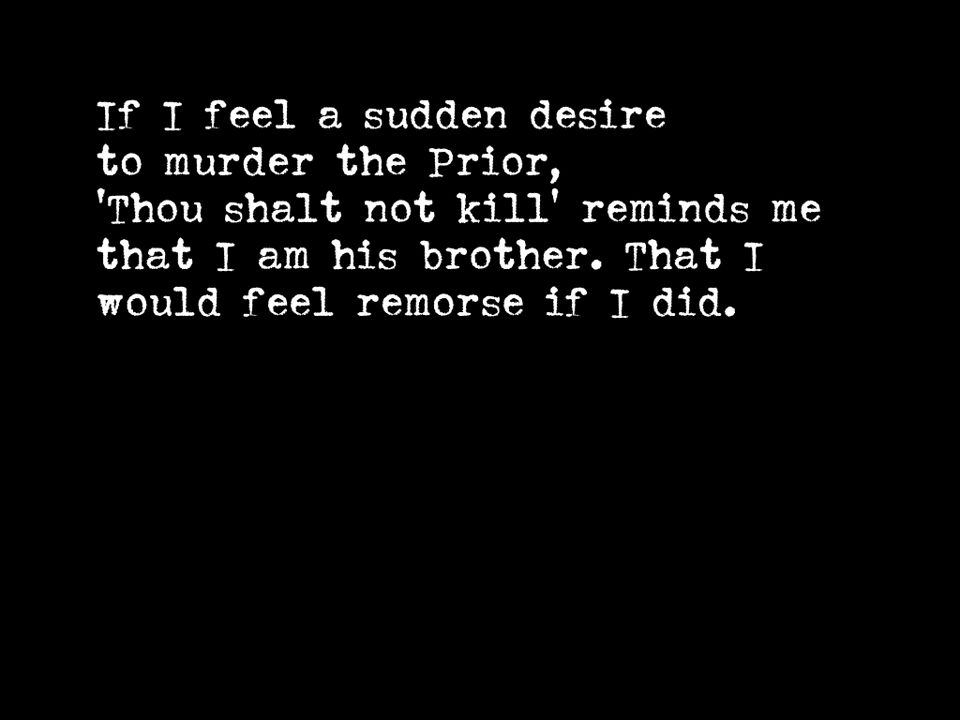 If I feel a sudden desire
to murder the Prior,
'Thou shalt not kill' reminds me
that I am his brother. That I
would feel remorse if I did.